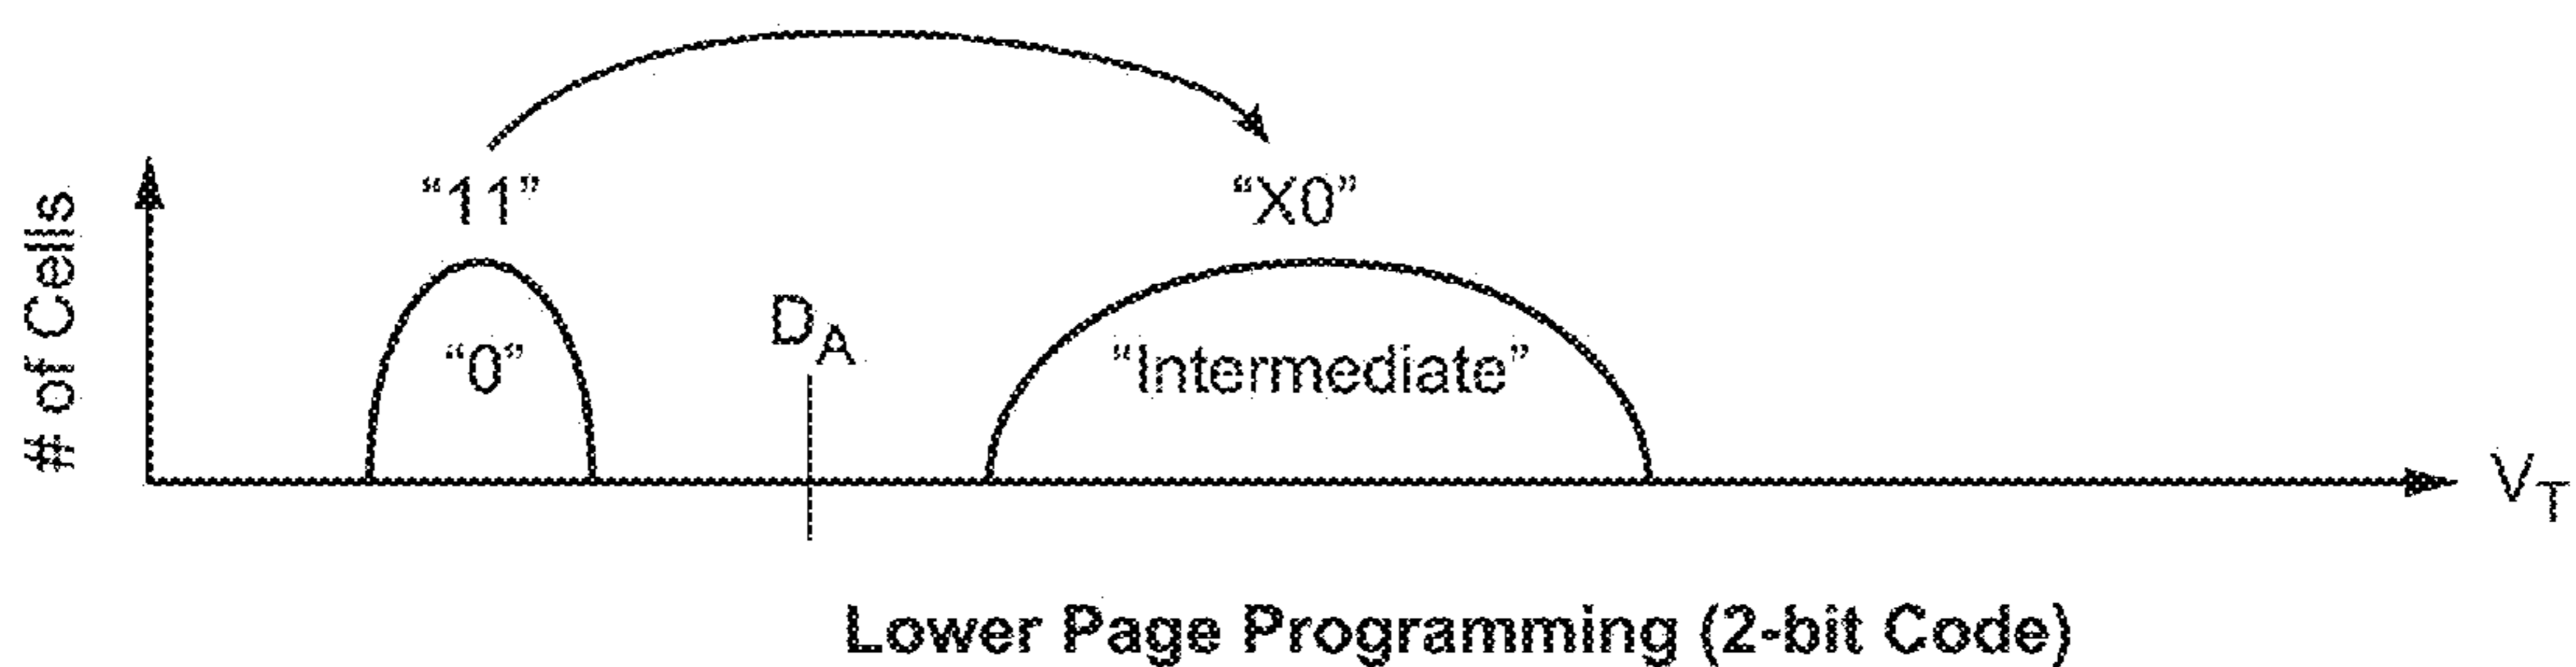 “11”
“X0”
# of Cells
“0”
DA
“Intermediate”
VT
Lower Page Programming (2-bit Code)